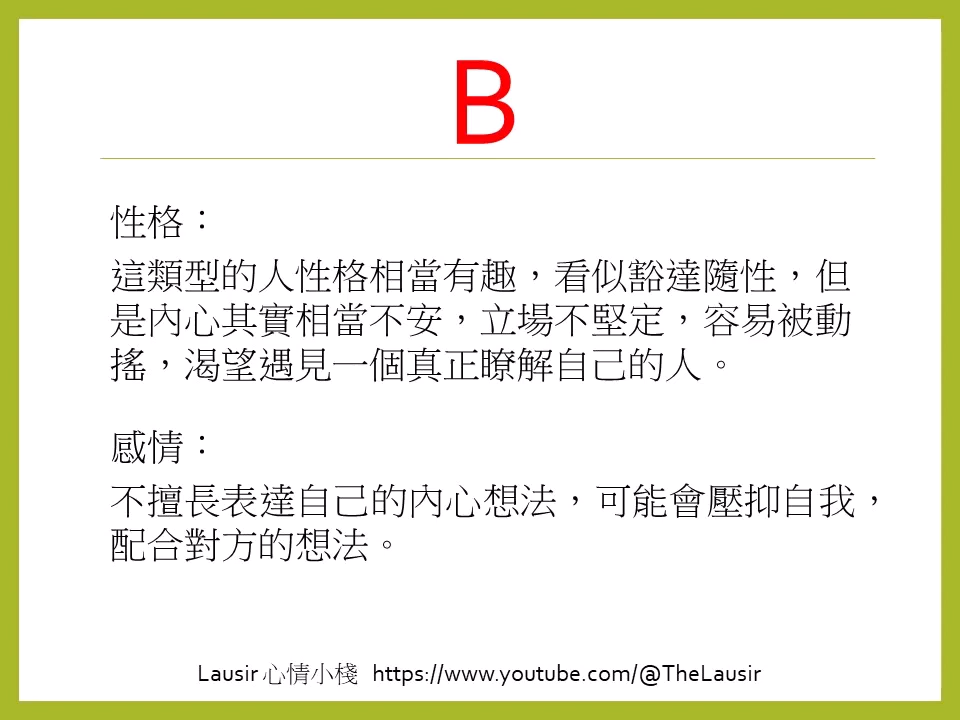 B
性格：
這類型的人性格相當有趣，看似豁達隨性，但
是內心其實相當不安，立場不堅定，容易被動
搖，渴望遇見一個真正瞭解自己的人。
感情：
不擅長表達自己的內心想法，可能會壓抑自我，
配合對方的想法。
Lausir 心情小棧 https://www.youtube.com/@TheLausir